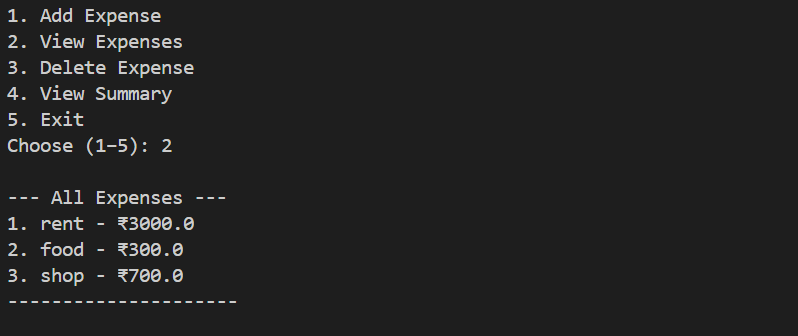 1. Add Expense
2. View Expenses
3. Delete Expense
4. View Summary
5. Exit
Choose (1–5): 2
--- All Expenses ---
1. rent - ₹3000.0
2. food - ₹300.0
3. shop - ₹700.0
---------------------